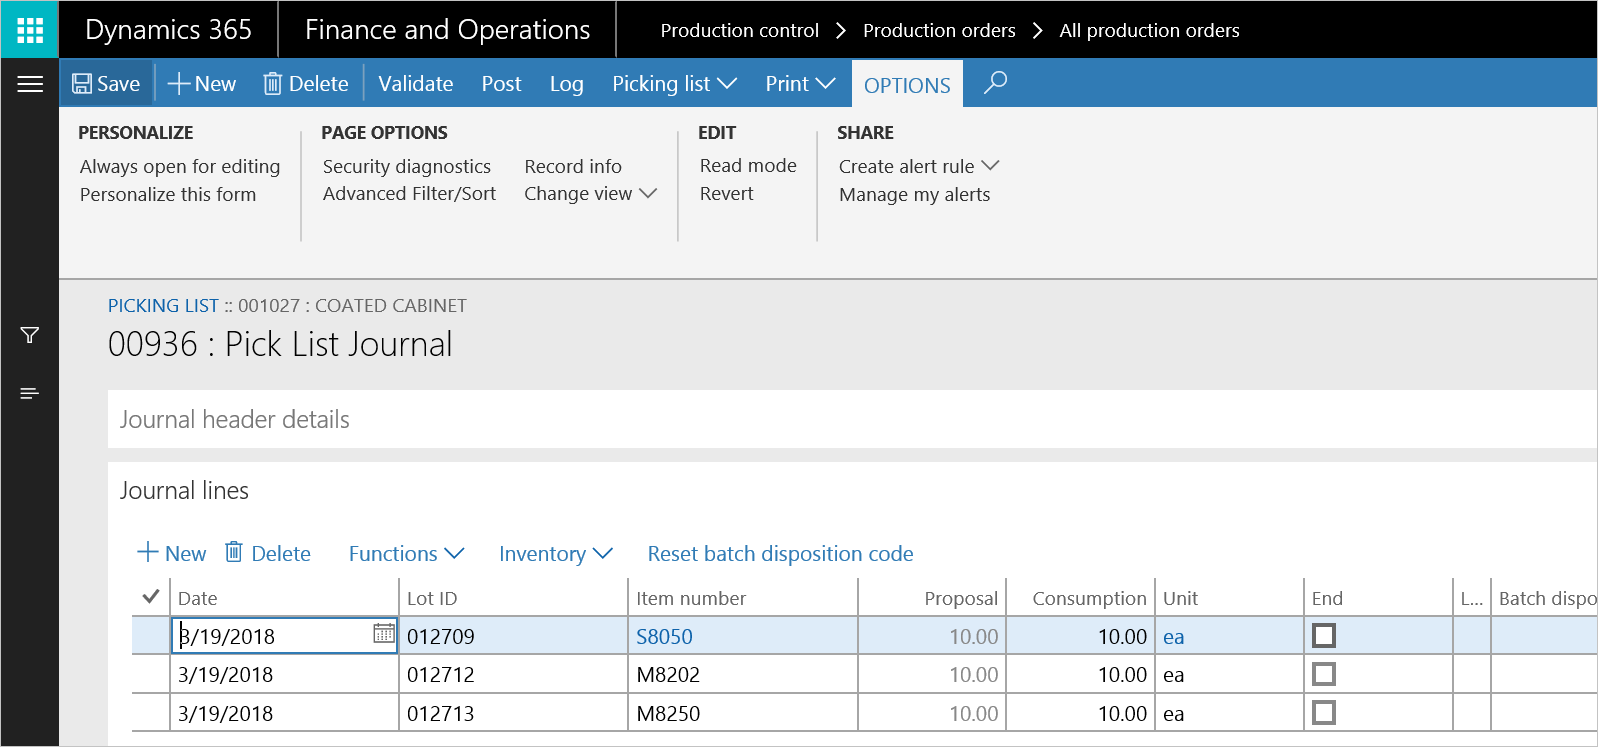 Dynamics 365 Finance and Operations Production control > Production orders > All production orders
Save New Delete Validate Post Log Picking list Print OPTIONS
PERSONALIZE PAGE OPTIONS EDIT SHARE
Always open for editing Security diagnostics Record info Read mode Create alert rule
Personalize this form Advanced Filter/Sort Change view Revert Manage my alerts
PICKING LIST :: 001027 : COATED CABINET
00936 : Pick List Journal
Journal header details
Journal lines
New Delete Functions Inventory Reset batch disposition code
Date Lot ID Item number Proposal Consumption Unit End L... Batch dispo
3/19/2018 012709 S8050 10.00 10.00 ea
3/19/2018 012712 M8202 10.00 10.00 ea
3/19/2018 012713 M8250 10.00 10.00 ea